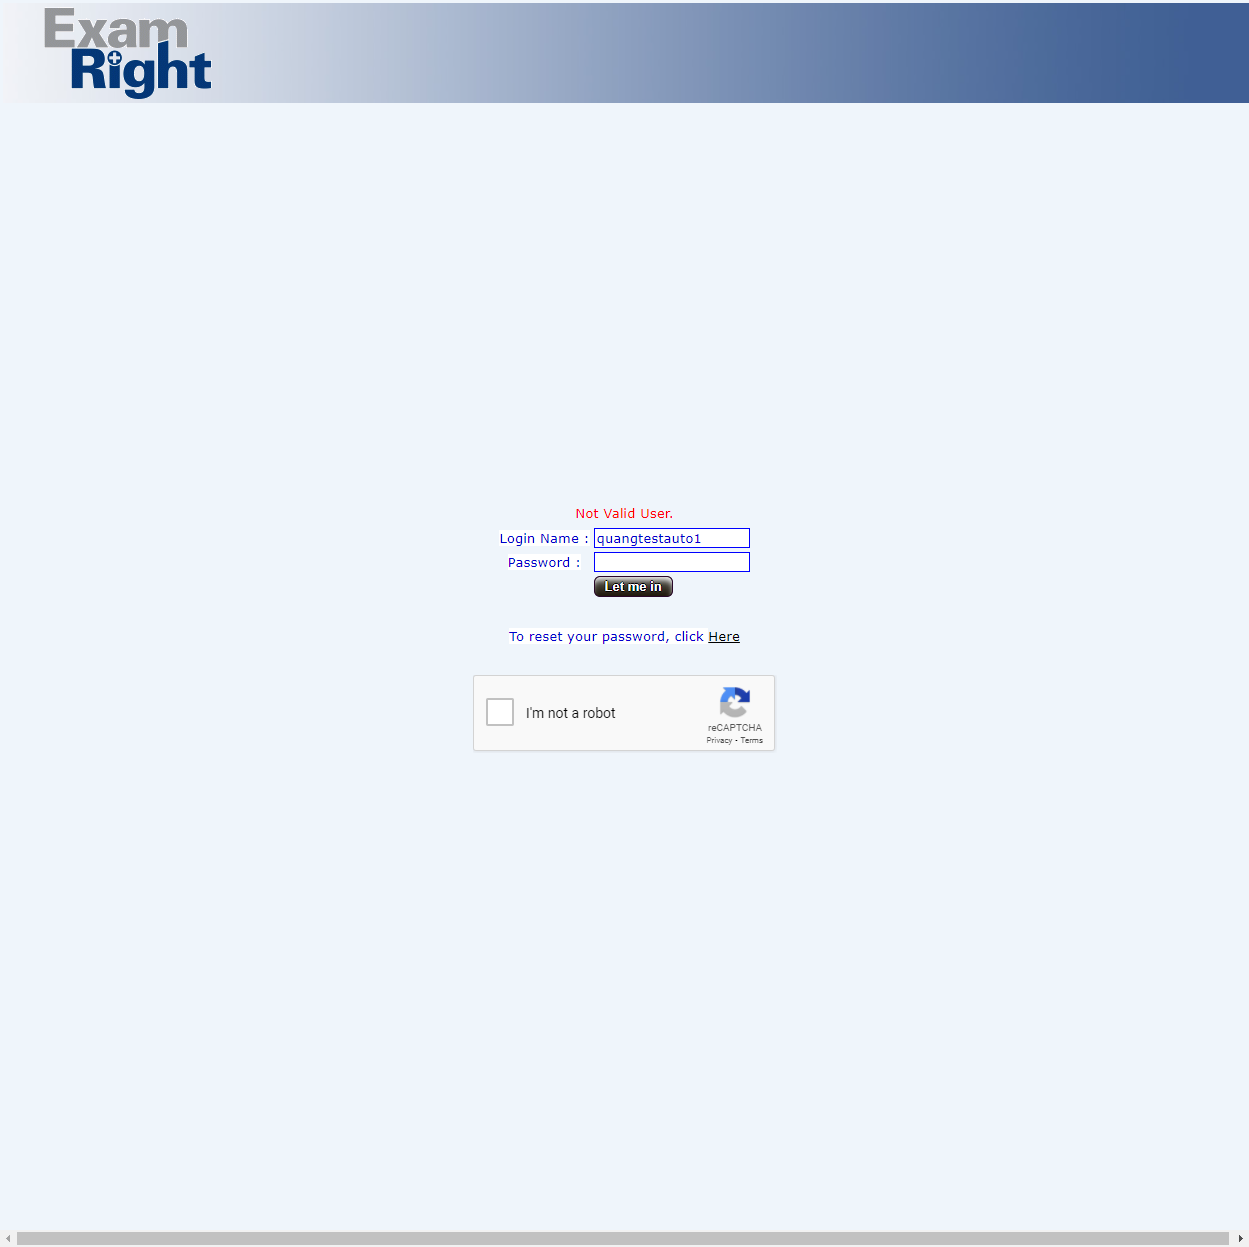 Exam
Right
Not Valid User.
Login Name : quangtestauto1
Password :
Let me in
To reset your password, click Here
I'm not a robot
reCAPTCHA
Privacy - Terms